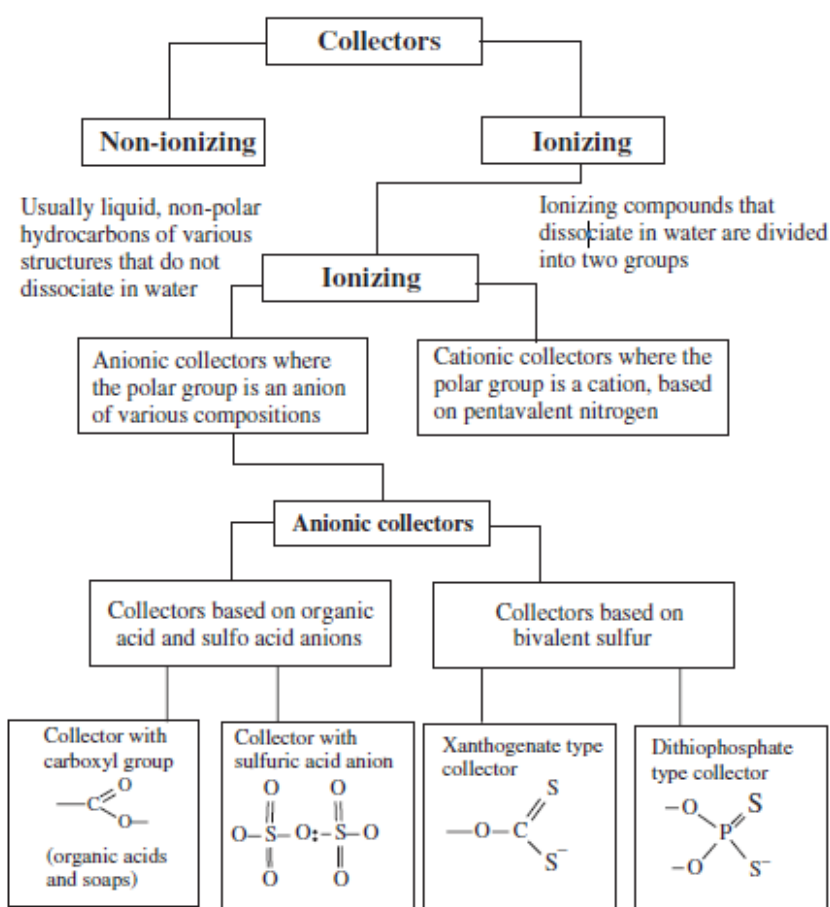 Collectors
Non-ionizing
Ionizing
Usually liquid, non-polar
hydrocarbons of various
structures that do not
dissociate in water
Ionizing compounds that
dissociate in water are divided
into two groups
Ionizing
Anionic collectors where
the polar group is an anion
of various compositions
Cationic collectors where the
polar group is a cation, based
on pentavalent nitrogen
Anionic collectors
Collectors based on organic
acid and sulfo acid anions
Collectors based on
bivalent sulfur
Collector with
carboxyl group
O
—C
O—
(organic acids
and soaps)
Collector with
sulfuric acid anion
O O
O–S–O:–S–O
O O
Xanthogenate type
collector
S
—O–C
S⁻
Dithiophosphate
type collector
–O S
P
–O S⁻